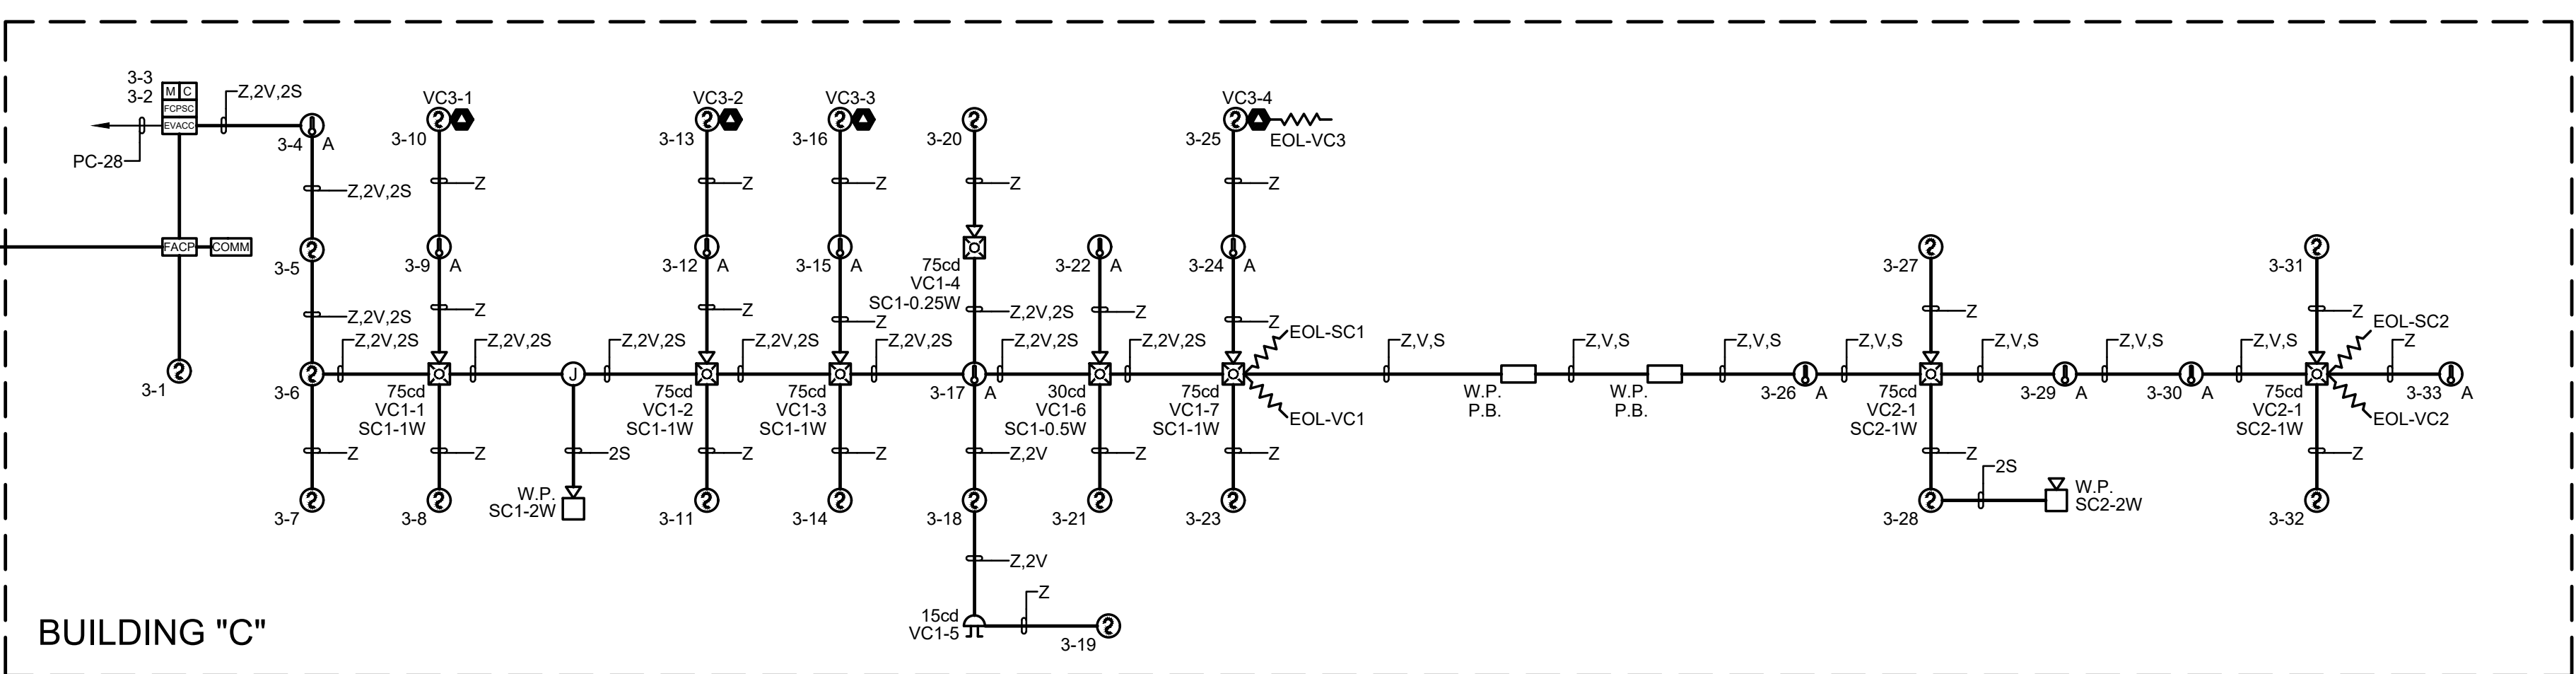 3-3
3-2
M C
FCPSC
EVACC
Z,2V,2S
PC-28
3-4 A
Z,2V,2S
FACP COMM
3-5
Z,2V,2S
3-1
3-6
Z
3-7
Z,2V,2S
VC3-1
3-10
Z
3-9 A
Z
75cd
VC1-1
SC1-1W
Z
3-8
Z,2V,2S
J
2S
W.P.
SC1-2W
Z,2V,2S
VC3-2
3-13
Z
3-12 A
Z
75cd
VC1-2
SC1-1W
Z
3-11
Z,2V,2S
VC3-3
3-16
Z
3-15 A
Z
75cd
VC1-3
SC1-1W
Z
3-14
Z,2V,2S
3-20
Z
75cd
VC1-4
SC1-0.25W
Z,2V,2S
3-17 A
Z,2V
3-18
Z,2V
15cd
VC1-5
Z
3-19
Z,2V,2S
3-22 A
Z
30cd
VC1-6
SC1-0.5W
Z
3-21
Z,2V,2S
VC3-4
3-25
EOL-VC3
Z
3-24 A
Z
EOL-SC1
75cd
VC1-7
SC1-1W
EOL-VC1
Z
3-23
Z,V,S
W.P.
P.B.
Z,V,S
W.P.
P.B.
Z,V,S
3-26 A
Z,V,S
3-27
Z
75cd
VC2-1
SC2-1W
Z
3-28
2S
W.P.
SC2-2W
Z,V,S
3-29 A
Z,V,S
3-30 A
Z,V,S
3-31
Z
EOL-SC2
75cd
VC2-1
SC2-1W
EOL-VC2
Z
3-32
Z
3-33 A
BUILDING "C"